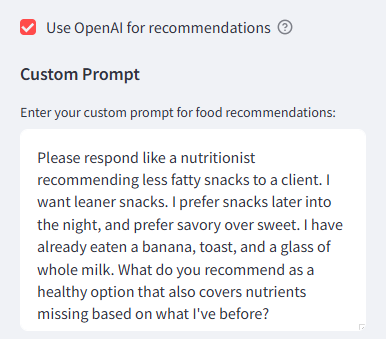 Use OpenAI for recommendations
Custom Prompt
Enter your custom prompt for food recommendations:
Please respond like a nutritionist
recommending less fatty snacks to a client. I
want leaner snacks. I prefer snacks later into
the night, and prefer savory over sweet. I have
already eaten a banana, toast, and a glass of
whole milk. What do you recommend as a
healthy option that also covers nutrients
missing based on what I've before?